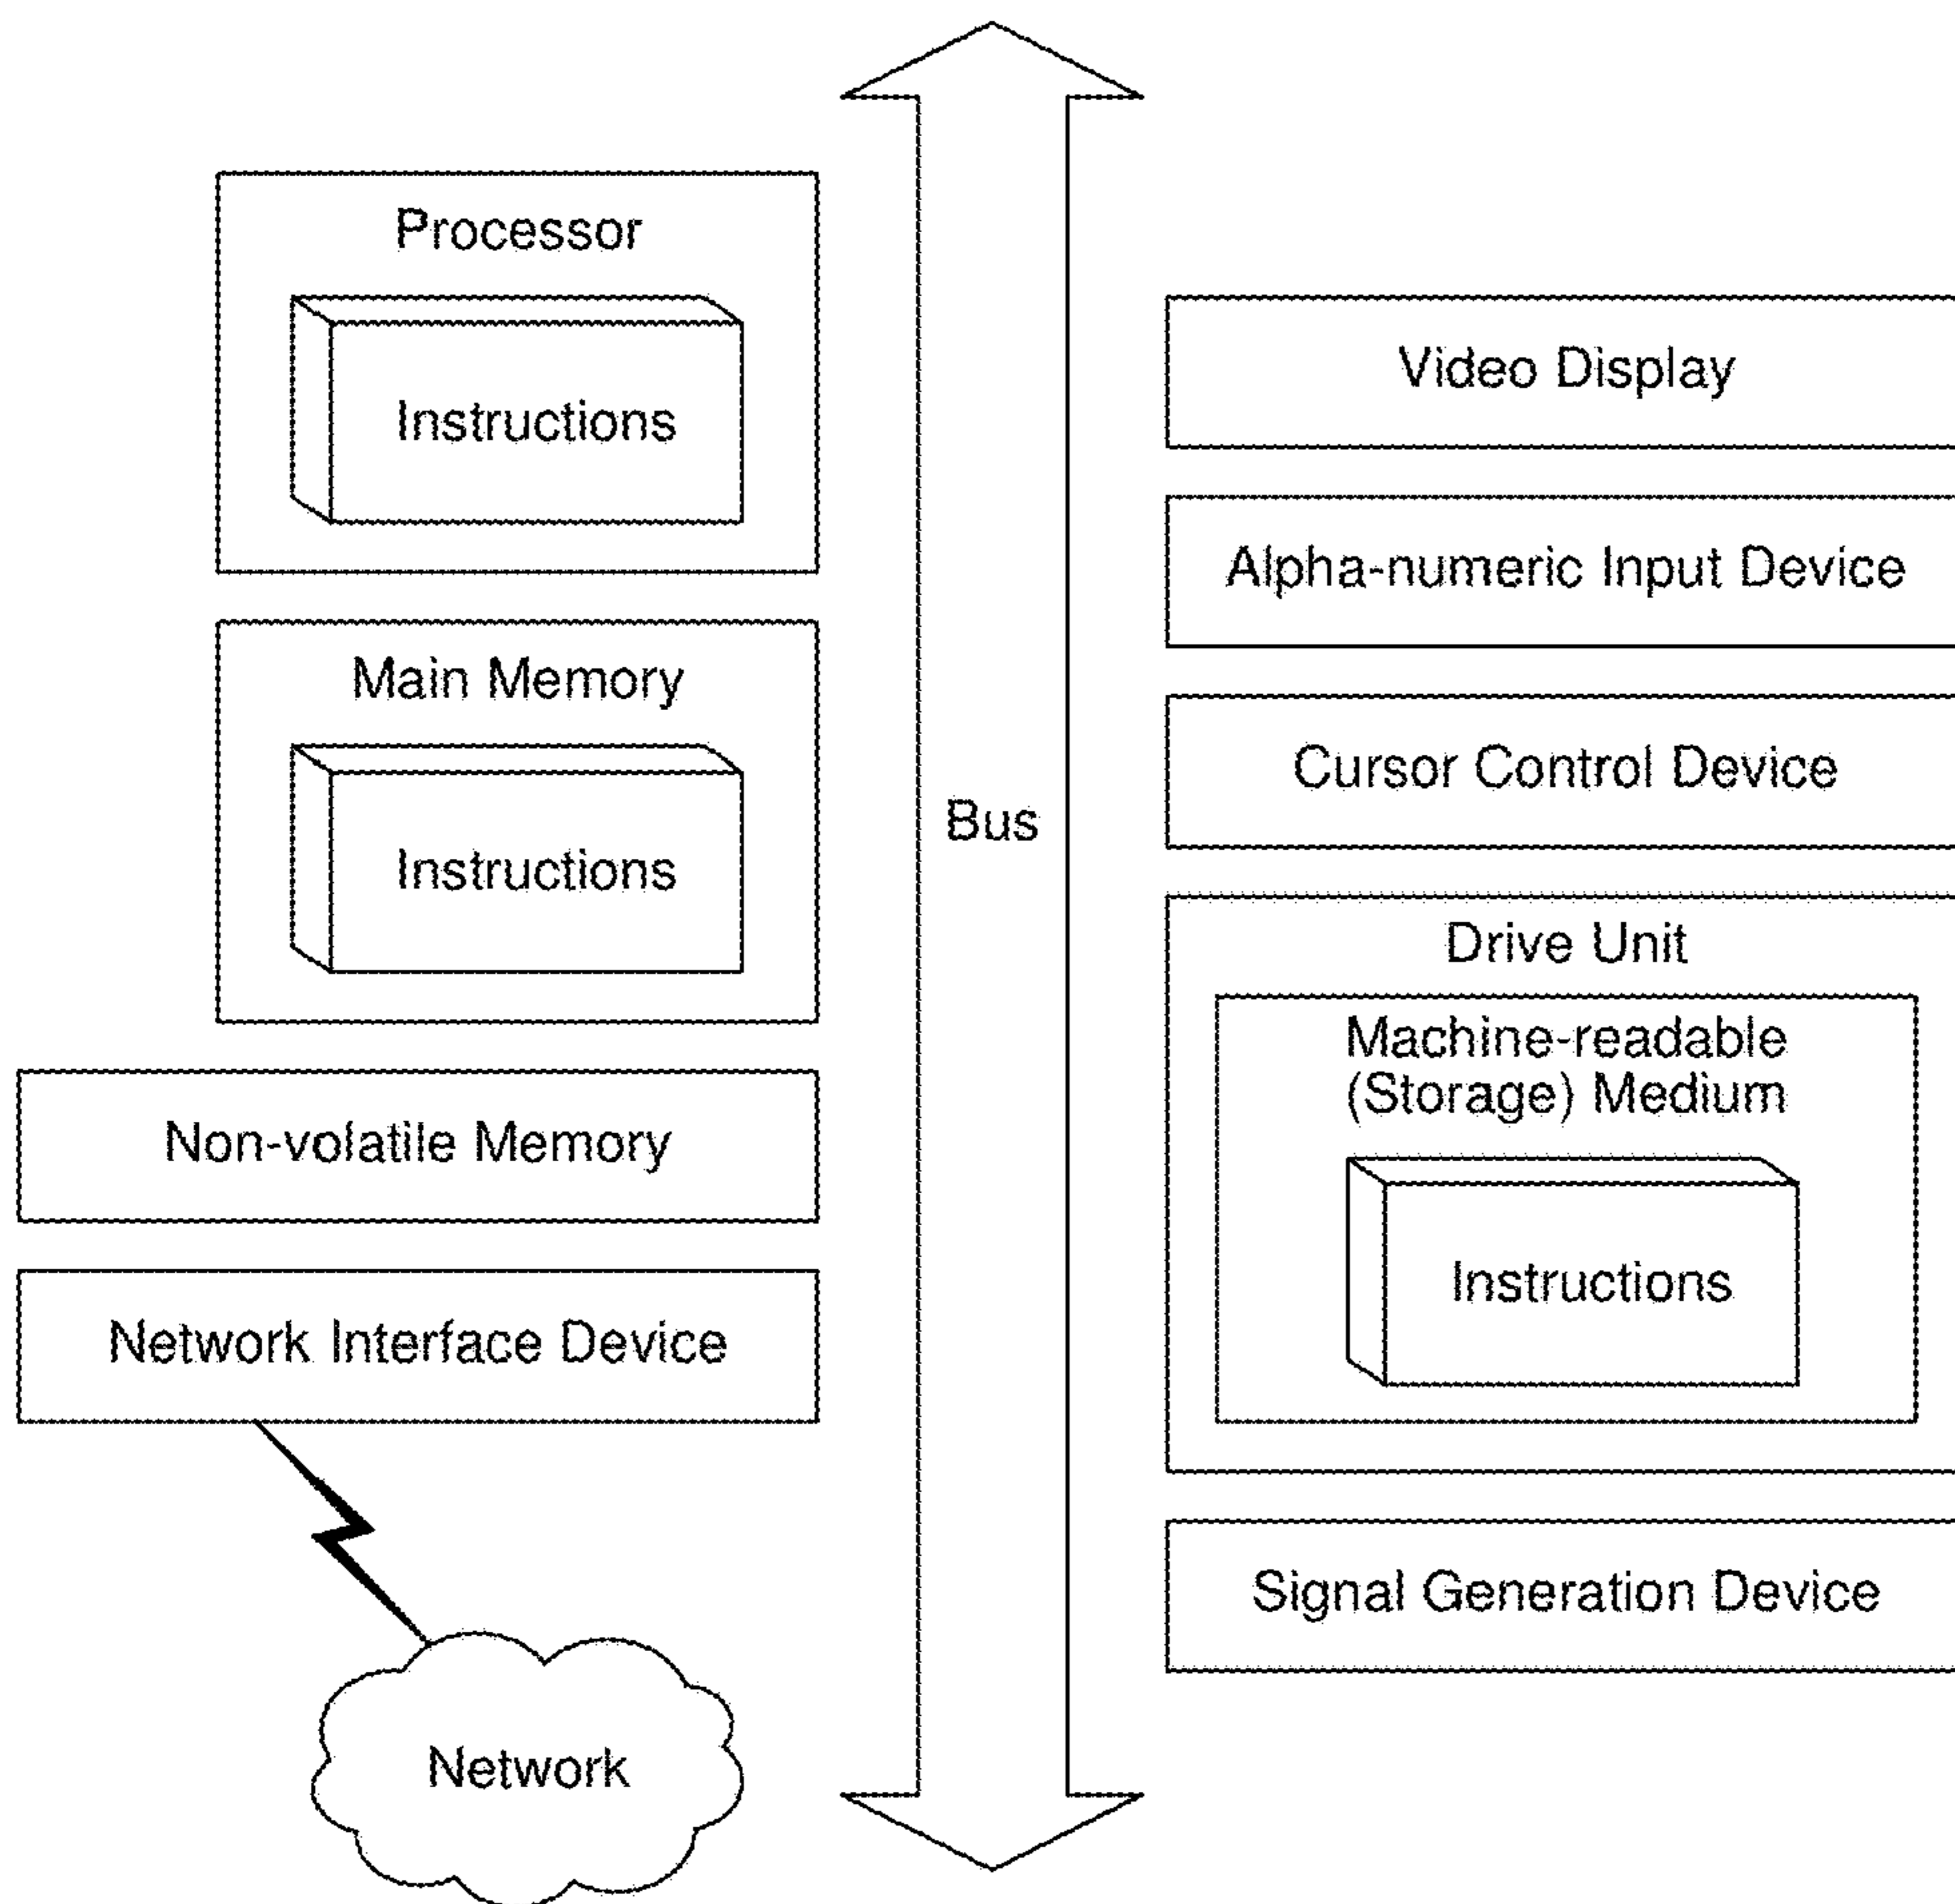 Processor
Instructions
Main Memory
Instructions
Non-volatile Memory
Network Interface Device
Network
Bus
Video Display
Alpha-numeric Input Device
Cursor Control Device
Drive Unit
Machine-readable
(Storage) Medium
Instructions
Signal Generation Device